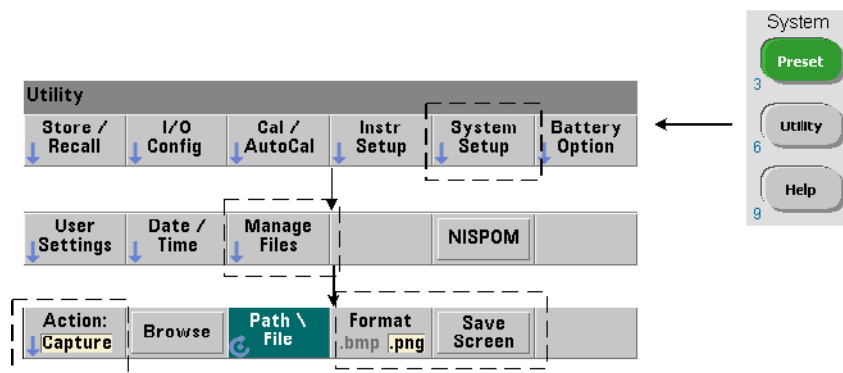 System
Preset
3
Utility
6
Help
9
Utility
Store / Recall
I/O Config
Cal / AutoCal
Instr Setup
System Setup
Battery Option
User Settings
Date / Time
Manage Files
NISPOM
Action: Capture
Browse
Path \ File
Format .bmp .png
Save Screen